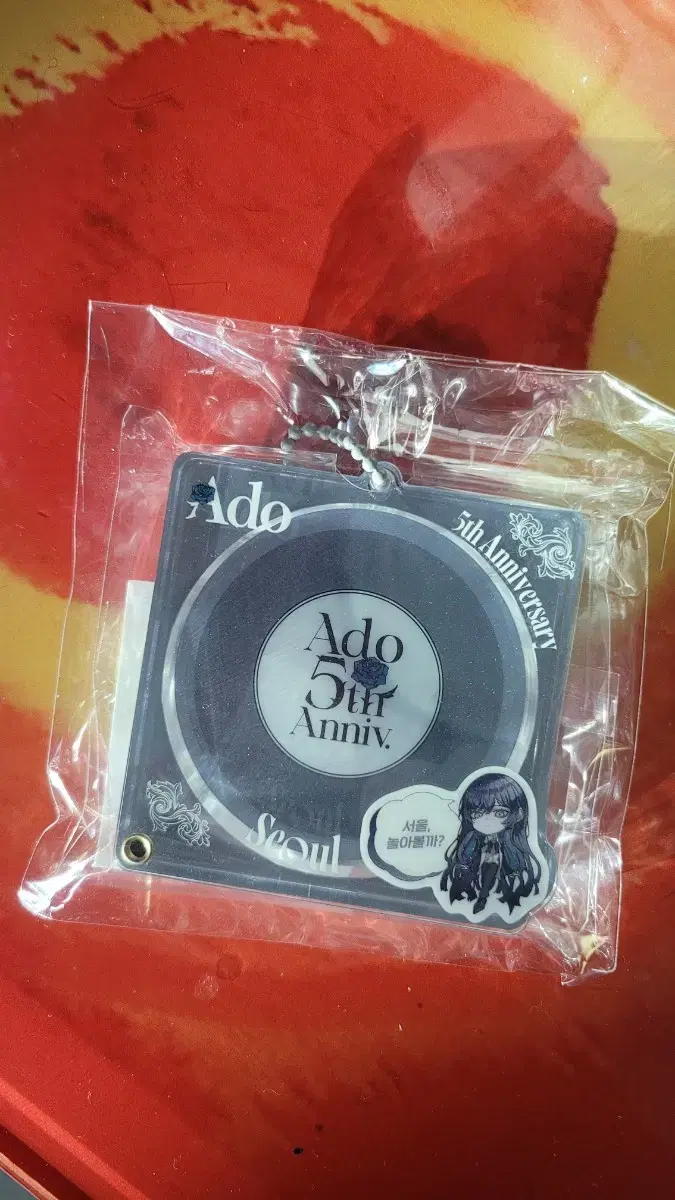 Ado
5th Anniversary
Ado
5th
Anniv.
Seoul
서울,
놀아볼까?